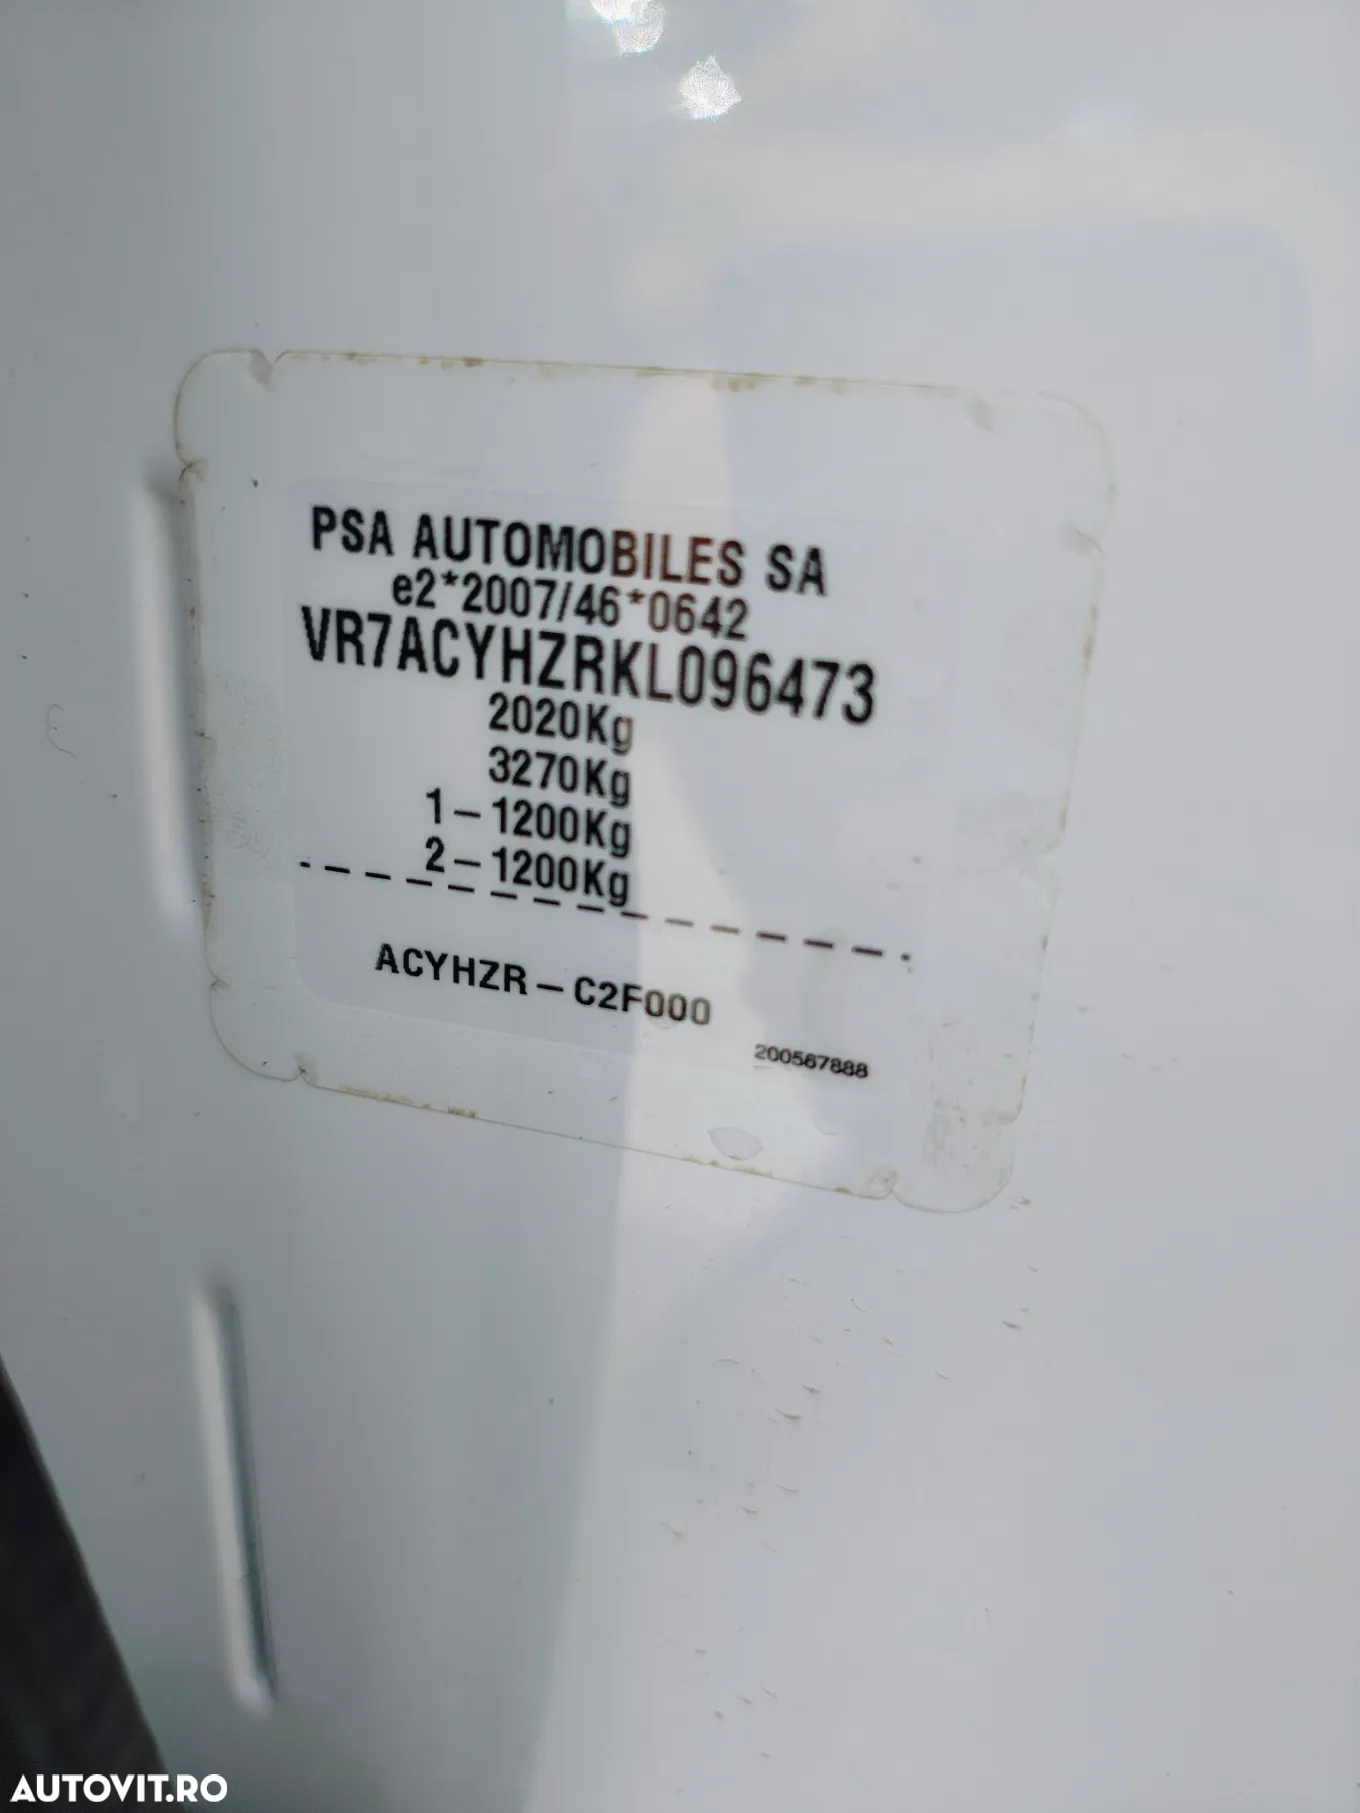 PSA AUTOMOBILES SA
e2*2007/46*0642
VR7ACYHZRKL096473
2020Kg
3270Kg
1-1200Kg
2-1200Kg
ACYHZR-C2F000
200567888
AUTOVIT.RO